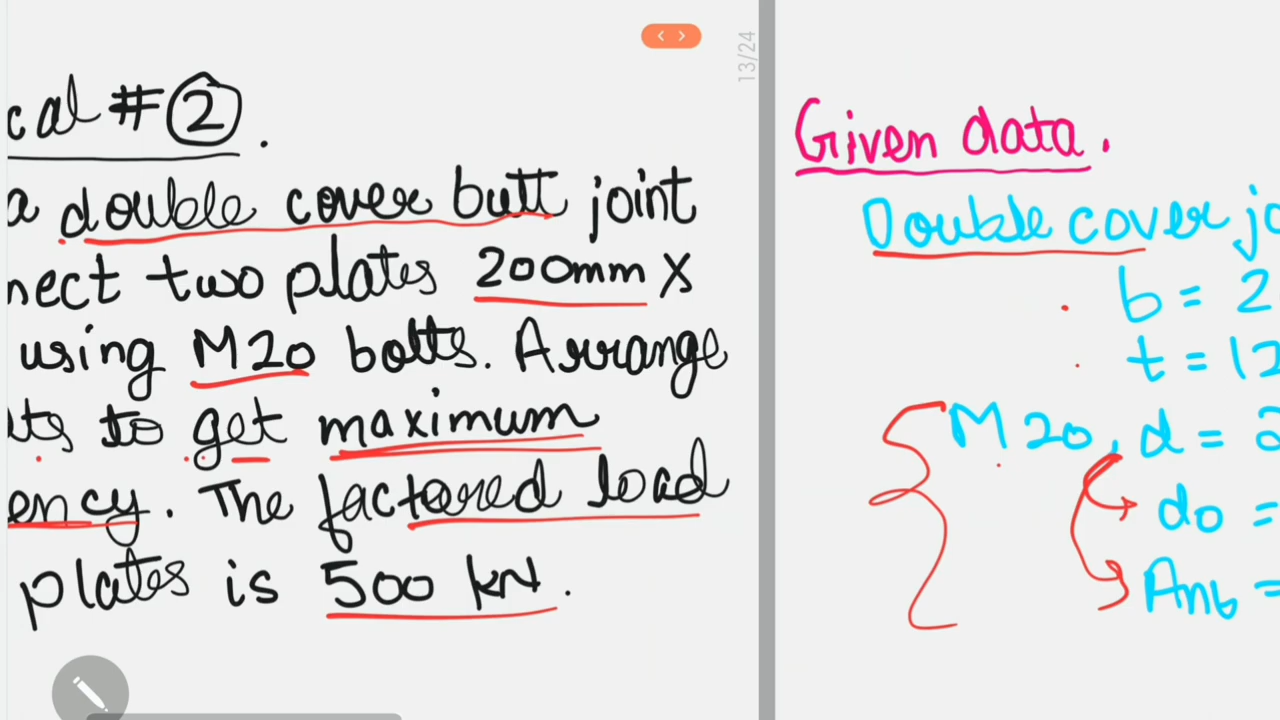 cal # 2 .
a double cover butt joint
nect two plates 200mm X
using M20 bolts. Arrange
lts to get maximum
ency. The factored load
plates is 500 kN.
13/24
Given data.
Double cover jo
b = 2
t = 12
M20, d = 2
do =
Anb =